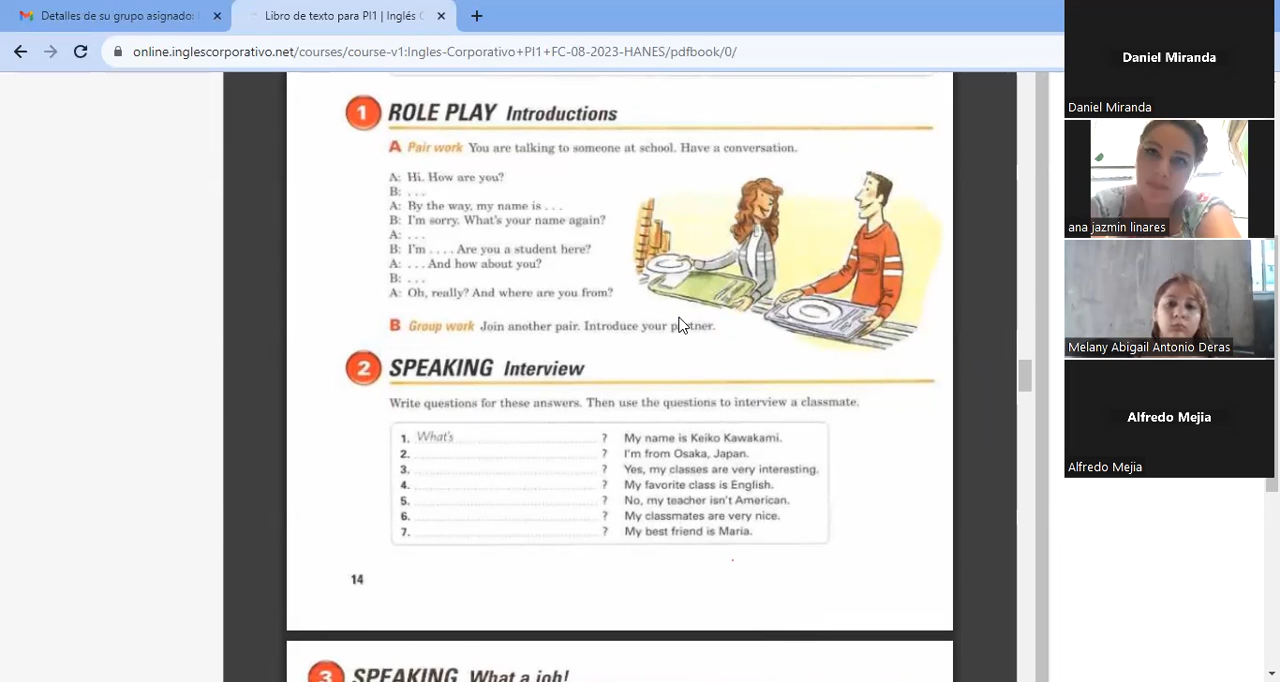 Detalles de su grupo asignado:
Libro de texto para PI1 | Inglés C
online.inglescorporativo.net/courses/course-v1:Ingles-Corporativo+PI1+FC-08-2023-HANES/pdfbook/0/
1 ROLE PLAY Introductions
A Pair work You are talking to someone at school. Have a conversation.
A: Hi. How are you?
B: . . .
A: By the way, my name is . . .
B: I'm sorry. What's your name again?
A: . . .
B: I'm . . . . Are you a student here?
A: . . . And how about you?
B: . . .
A: Oh, really? And where are you from?
B Group work Join another pair. Introduce your partner.
2 SPEAKING Interview
Write questions for these answers. Then use the questions to interview a classmate.
1. What's ? My name is Keiko Kawakami.
2. ? I'm from Osaka, Japan.
3. ? Yes, my classes are very interesting.
4. ? My favorite class is English.
5. ? No, my teacher isn't American.
6. ? My classmates are very nice.
7. ? My best friend is Maria.
14
3 SPEAKING What a job!
Daniel Miranda
Daniel Miranda
ana jazmin linares
Melany Abigail Antonio Deras
Alfredo Mejia
Alfredo Mejia